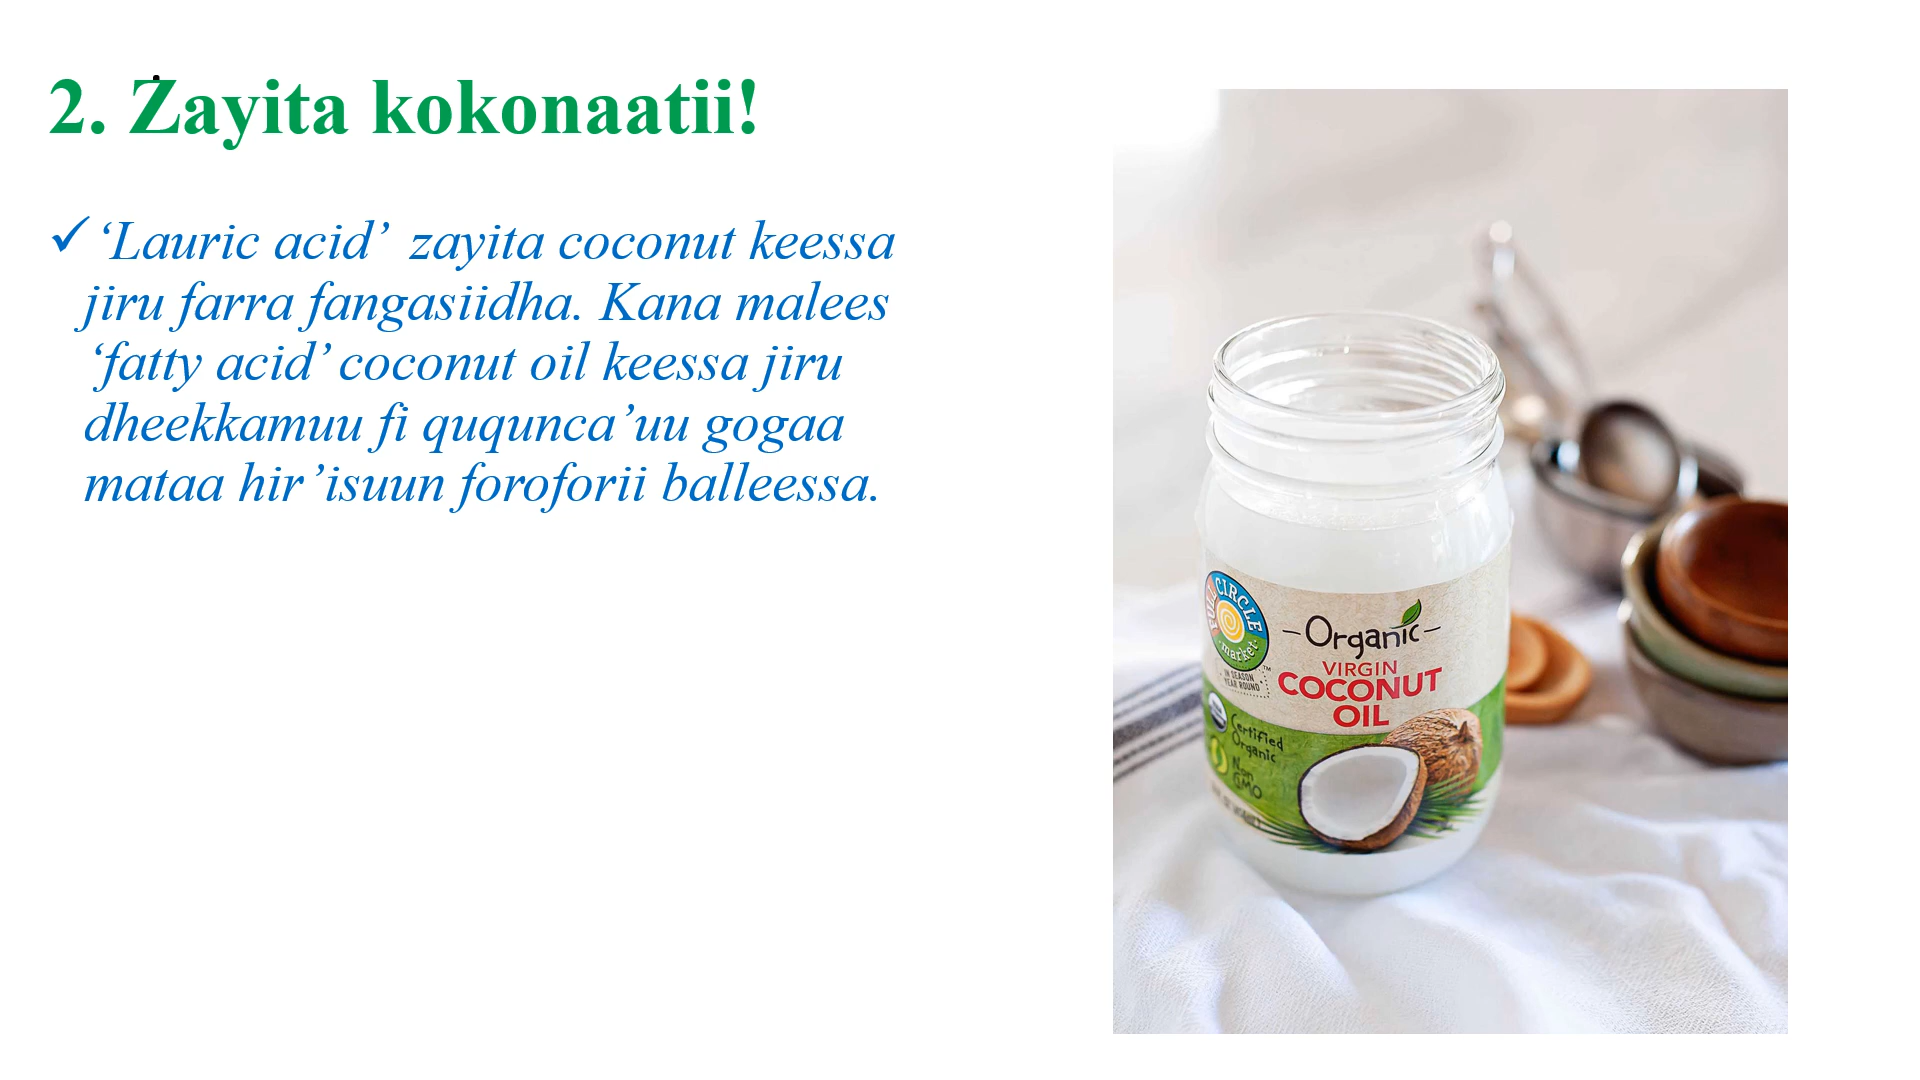 2. Zayita kokonaatii!
✓ ‘Lauric acid’ zayita coconut keessa
jiru farra fangasiidha. Kana malees
‘fatty acid’ coconut oil keessa jiru
dheekkamuu fi ququnca’uu gogaa
mataa hir’isuun foroforii balleessa.
FULL CIRCLE
market
TM
IN SEASON
YEAR ROUND
Organic
VIRGIN
COCONUT
OIL
Certified
Organic
Non
GMO